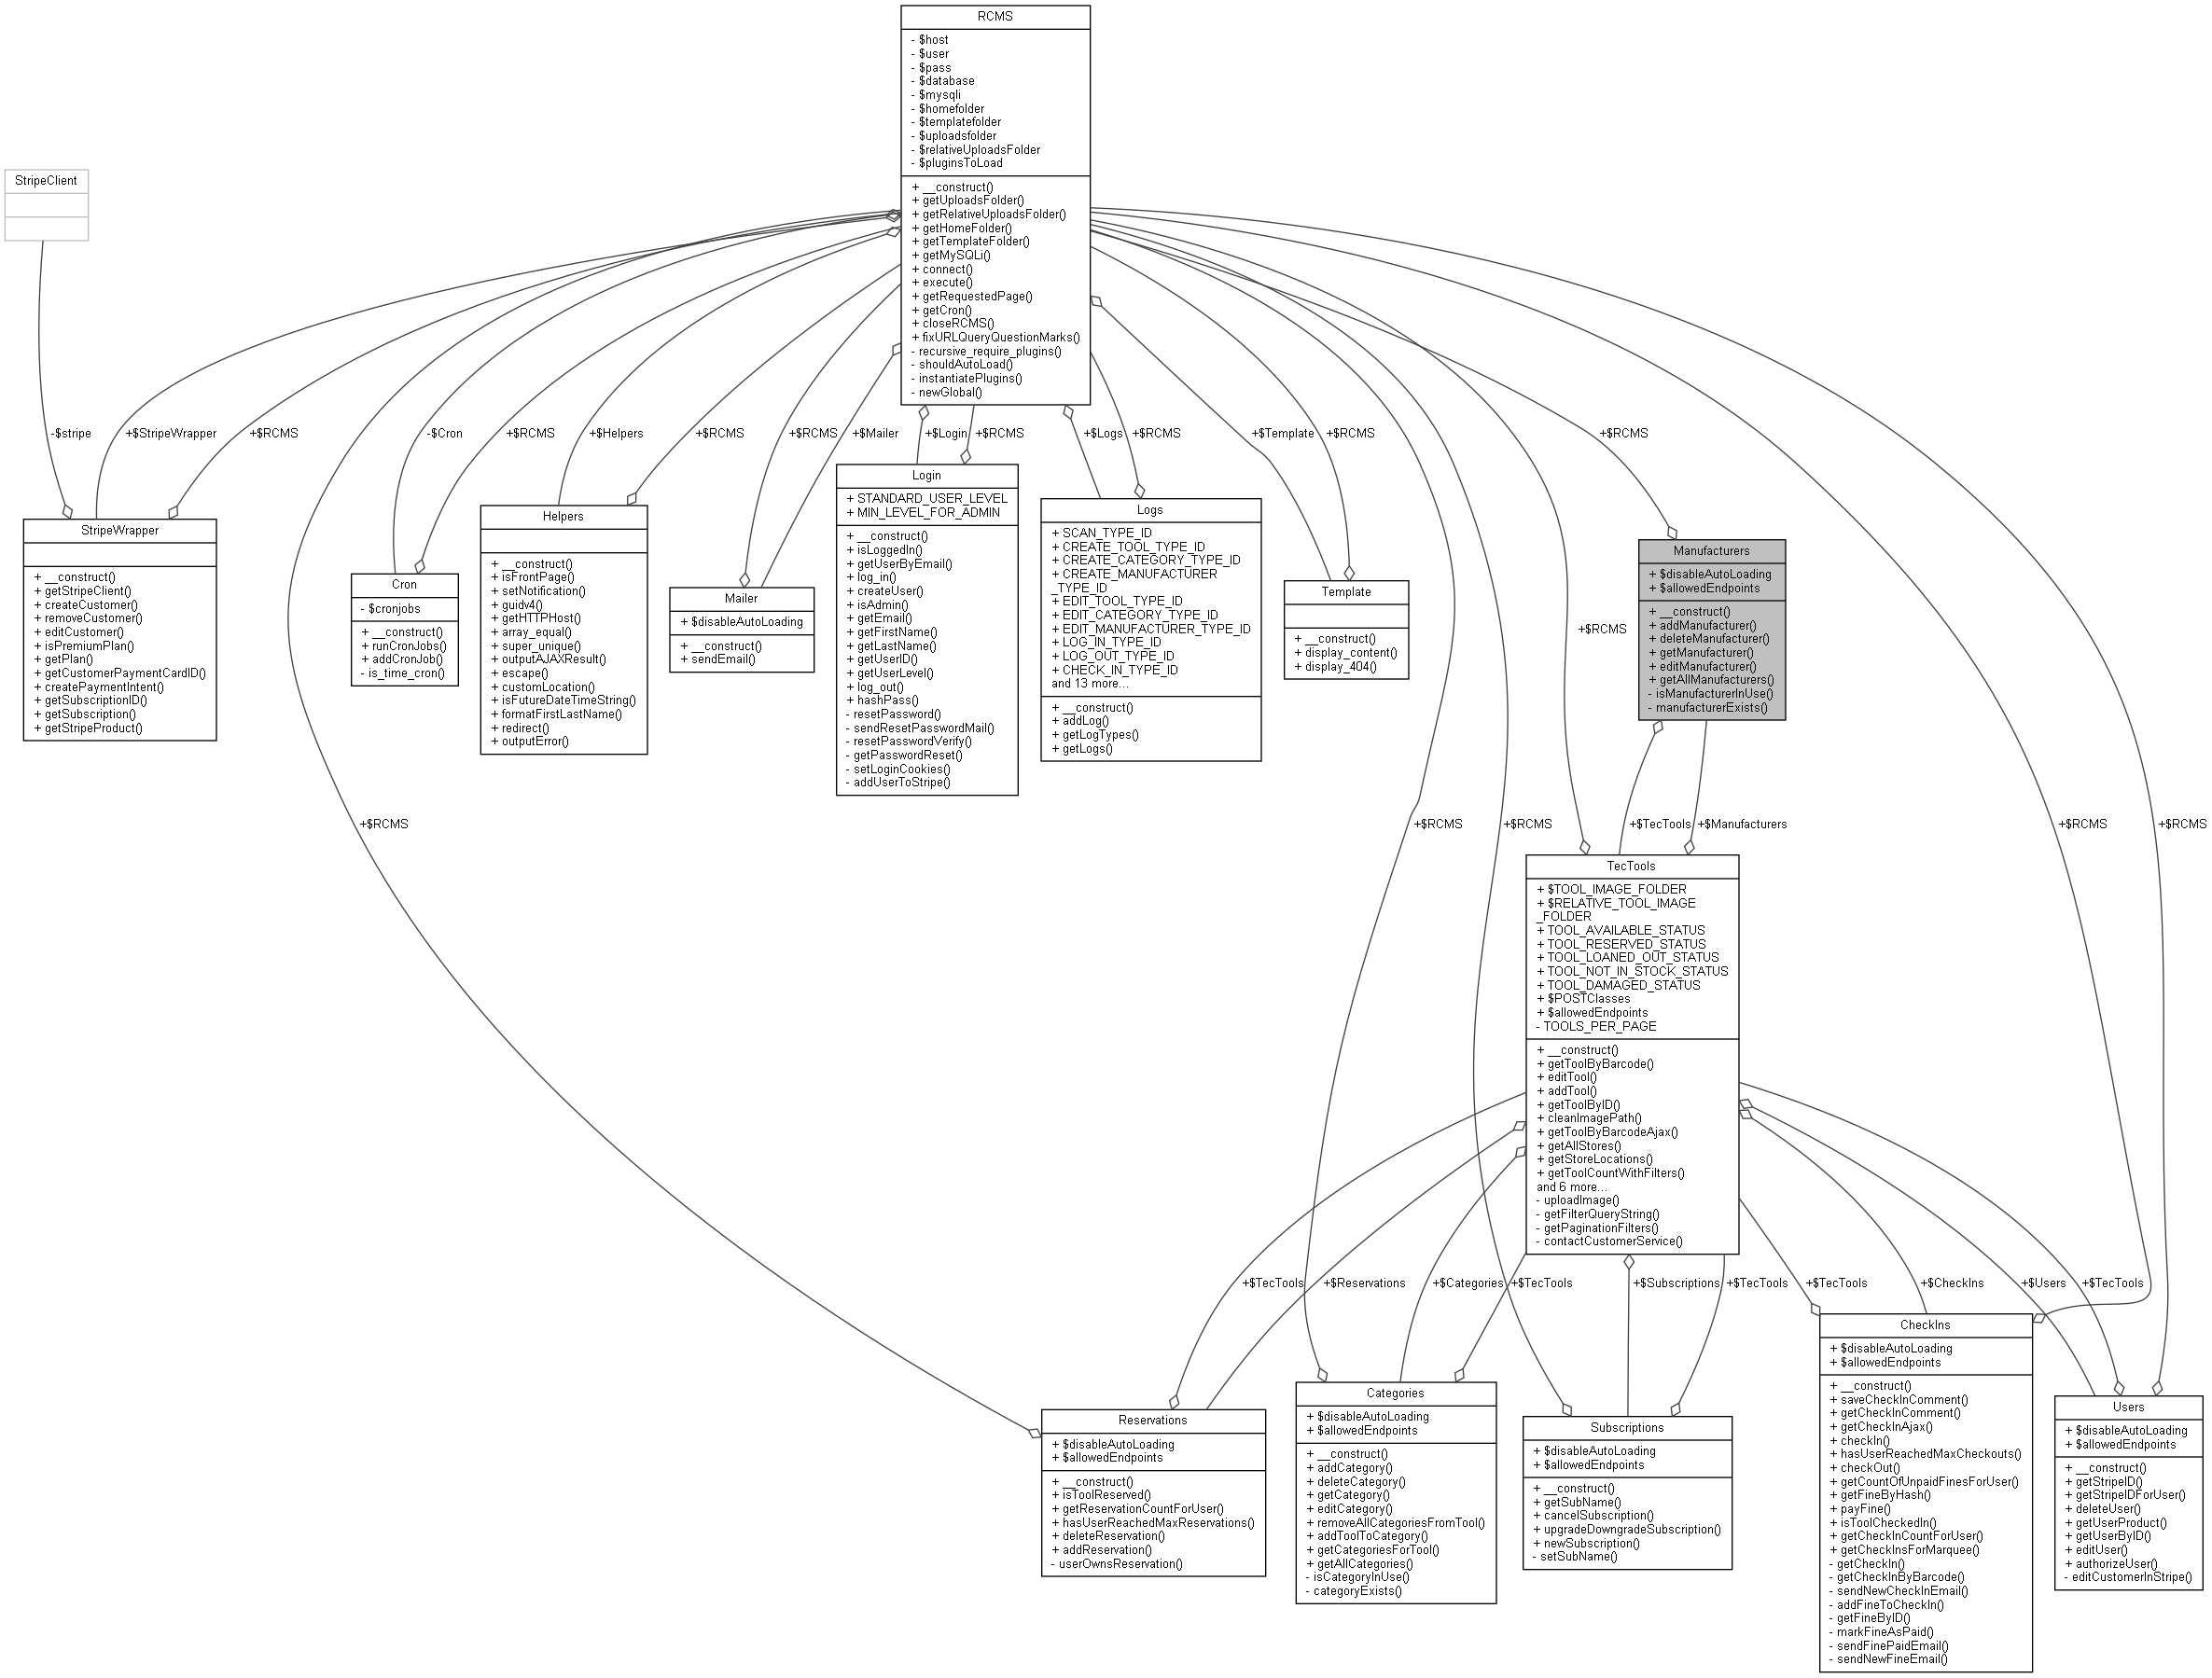 RCMS
- $host
- $user
- $pass
- $database
- $mysqli
- $homefolder
- $templatefolder
- $uploadsfolder
- $relativeUploadsFolder
- $pluginsToLoad
+ __construct()
+ getUploadsFolder()
+ getRelativeUploadsFolder()
+ getHomeFolder()
+ getTemplateFolder()
+ getMySQLi()
+ connect()
+ execute()
+ getRequestedPage()
+ getCron()
+ closeRCMS()
+ fixURLQueryQuestionMarks()
- recursive_require_plugins()
- shouldAutoLoad()
- instantiatePlugins()
- newGlobal()
StripeClient
-$stripe
+$StripeWrapper
+$RCMS
-$Cron
+$RCMS
+$Helpers
+$RCMS
+$RCMS
+$Mailer
+$Login
+$RCMS
+$Logs
+$RCMS
+$Template
+$RCMS
+$RCMS
StripeWrapper
+ __construct()
+ getStripeClient()
+ createCustomer()
+ removeCustomer()
+ editCustomer()
+ isPremiumPlan()
+ getPlan()
+ getCustomerPaymentCardID()
+ createPaymentIntent()
+ getSubscriptionID()
+ getSubscription()
+ getStripeProduct()
Cron
- $cronjobs
+ __construct()
+ runCronJobs()
+ addCronJob()
- is_time_cron()
Helpers
+ __construct()
+ isFrontPage()
+ setNotification()
+ guidv4()
+ getHTTPHost()
+ array_equal()
+ super_unique()
+ outputAJAXResult()
+ escape()
+ customLocation()
+ isFutureDateTimeString()
+ formatFirstLastName()
+ redirect()
+ outputError()
Mailer
+ $disableAutoLoading
+ __construct()
+ sendEmail()
Login
+ STANDARD_USER_LEVEL
+ MIN_LEVEL_FOR_ADMIN
+ __construct()
+ isLoggedIn()
+ getUserByEmail()
+ log_in()
+ createUser()
+ isAdmin()
+ getEmail()
+ getFirstName()
+ getLastName()
+ getUserID()
+ getUserLevel()
+ log_out()
+ hashPass()
- resetPassword()
- sendResetPasswordMail()
- resetPasswordVerify()
- getPasswordReset()
- setLoginCookies()
- addUserToStripe()
Logs
+ SCAN_TYPE_ID
+ CREATE_TOOL_TYPE_ID
+ CREATE_CATEGORY_TYPE_ID
+ CREATE_MANUFACTURER
_TYPE_ID
+ EDIT_TOOL_TYPE_ID
+ EDIT_CATEGORY_TYPE_ID
+ EDIT_MANUFACTURER_TYPE_ID
+ LOG_IN_TYPE_ID
+ LOG_OUT_TYPE_ID
+ CHECK_IN_TYPE_ID
and 13 more...
+ __construct()
+ addLog()
+ getLogTypes()
+ getLogs()
Template
+ __construct()
+ display_content()
+ display_404()
Manufacturers
+ $disableAutoLoading
+ $allowedEndpoints
+ __construct()
+ addManufacturer()
+ deleteManufacturer()
+ getManufacturer()
+ editManufacturer()
+ getAllManufacturers()
- isManufacturerInUse()
- manufacturerExists()
+$RCMS
+$RCMS
+$RCMS
+$RCMS
+$TecTools
+$Manufacturers
+$RCMS
+$RCMS
TecTools
+ $TOOL_IMAGE_FOLDER
+ $RELATIVE_TOOL_IMAGE
_FOLDER
+ TOOL_AVAILABLE_STATUS
+ TOOL_RESERVED_STATUS
+ TOOL_LOANED_OUT_STATUS
+ TOOL_NOT_IN_STOCK_STATUS
+ TOOL_DAMAGED_STATUS
+ $POSTClasses
+ $allowedEndpoints
- TOOLS_PER_PAGE
+ __construct()
+ getToolByBarcode()
+ editTool()
+ addTool()
+ getToolByID()
+ cleanImagePath()
+ getToolByBarcodeAjax()
+ getAllStores()
+ getStoreLocations()
+ getToolCountWithFilters()
and 6 more...
- uploadImage()
- getFilterQueryString()
- getPaginationFilters()
- contactCustomerService()
+$TecTools
+$Reservations
+$Categories
+$TecTools
+$Subscriptions
+$TecTools
+$TecTools
+$CheckIns
+$Users
+$TecTools
Reservations
+ $disableAutoLoading
+ $allowedEndpoints
+ __construct()
+ isToolReserved()
+ getReservationCountForUser()
+ hasUserReachedMaxReservations()
+ deleteReservation()
+ addReservation()
- userOwnsReservation()
Categories
+ $disableAutoLoading
+ $allowedEndpoints
+ __construct()
+ addCategory()
+ deleteCategory()
+ getCategory()
+ editCategory()
+ removeAllCategoriesFromTool()
+ addToolToCategory()
+ getCategoriesForTool()
+ getAllCategories()
- isCategoryInUse()
- categoryExists()
Subscriptions
+ $disableAutoLoading
+ $allowedEndpoints
+ __construct()
+ getSubName()
+ cancelSubscription()
+ upgradeDowngradeSubscription()
+ newSubscription()
- setSubName()
CheckIns
+ $disableAutoLoading
+ $allowedEndpoints
+ __construct()
+ saveCheckInComment()
+ getCheckInComment()
+ getCheckInAjax()
+ checkIn()
+ hasUserReachedMaxCheckouts()
+ checkOut()
+ getCountOfUnpaidFinesForUser()
+ getFineByHash()
+ payFine()
+ isToolCheckedIn()
+ getCheckInCountForUser()
+ getCheckInsForMarquee()
- getCheckIn()
- getCheckInByBarcode()
- sendNewCheckInEmail()
- addFineToCheckIn()
- getFineByID()
- markFineAsPaid()
- sendFinePaidEmail()
- sendNewFineEmail()
Users
+ $disableAutoLoading
+ $allowedEndpoints
+ __construct()
+ getStripeID()
+ getStripeIDForUser()
+ deleteUser()
+ getUserProduct()
+ getUserByID()
+ editUser()
+ authorizeUser()
- editCustomerInStripe()